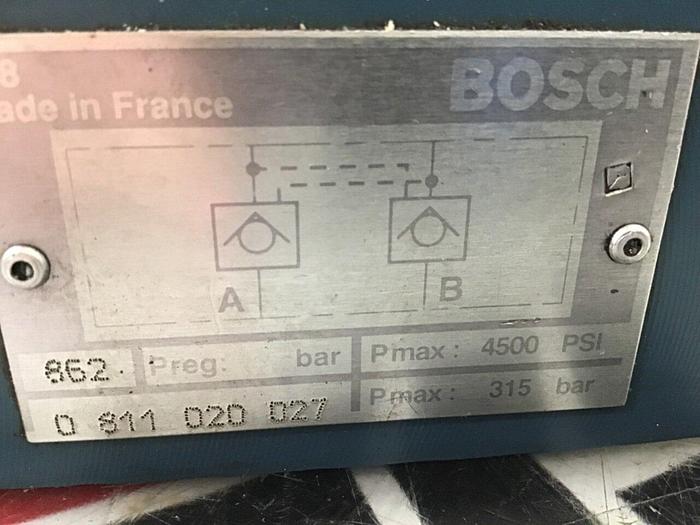 8
ade in France
BOSCH
A
B
862
Preg: bar
Pmax: 4500 PSI
0 811 020 027
Pmax: 315 bar